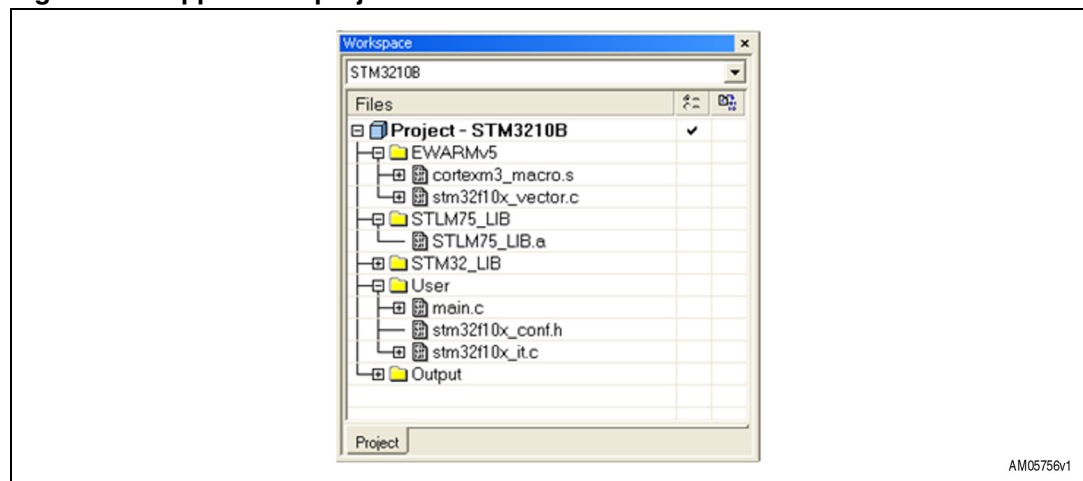 Workspace
STM3210B
Files
Project - STM3210B
EWARMv5
cortexm3_macro.s
stm32f10x_vector.c
STLM75_LIB
STLM75_LIB.a
STM32_LIB
User
main.c
stm32f10x_conf.h
stm32f10x_it.c
Output
Project
AM05756v1